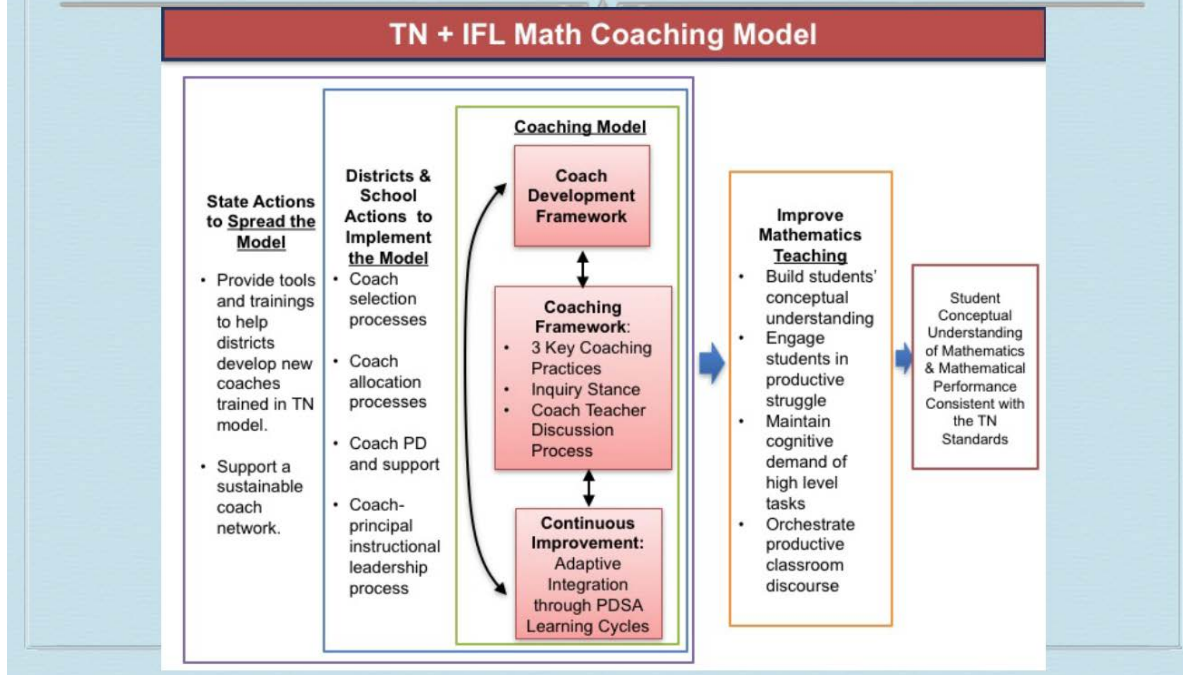 TN + IFL Math Coaching Model
State Actions
to Spread the
Model
• Provide tools
and trainings
to help
districts
develop new
coaches
trained in TN
model.
• Support a
sustainable
coach
network.
Districts &
School
Actions to
Implement
the Model
• Coach
selection
processes
• Coach
allocation
processes
• Coach PD
and support
• Coach-
principal
instructional
leadership
process
Coaching Model
Coach
Development
Framework
Coaching
Framework:
• 3 Key Coaching
Practices
• Inquiry Stance
• Coach Teacher
Discussion
Process
Continuous
Improvement:
Adaptive
Integration
through PDSA
Learning Cycles
Improve
Mathematics
Teaching
• Build students’
conceptual
understanding
• Engage
students in
productive
struggle
• Maintain
cognitive
demand of
high level
tasks
• Orchestrate
productive
classroom
discourse
Student
Conceptual
Understanding
of Mathematics
& Mathematical
Performance
Consistent with
the TN
Standards